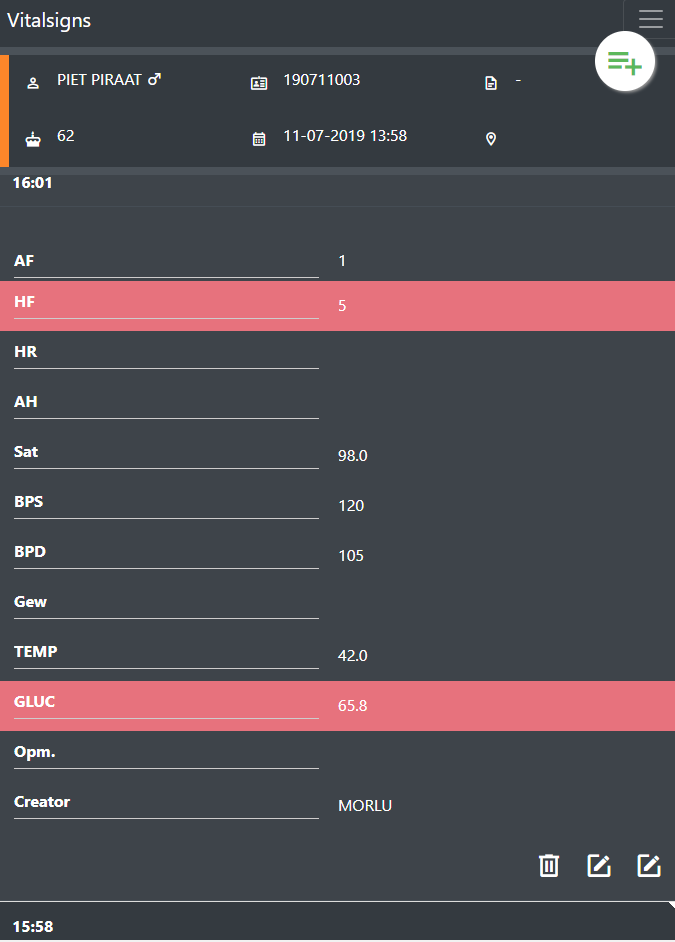 Vitalsigns
PIET PIRAAT ♂ 190711003 -
62 11-07-2019 13:58
16:01
AF 1
HF 5
HR
AH
Sat 98.0
BPS 120
BPD 105
Gew
TEMP 42.0
GLUC 65.8
Opm.
Creator MORLU
15:58